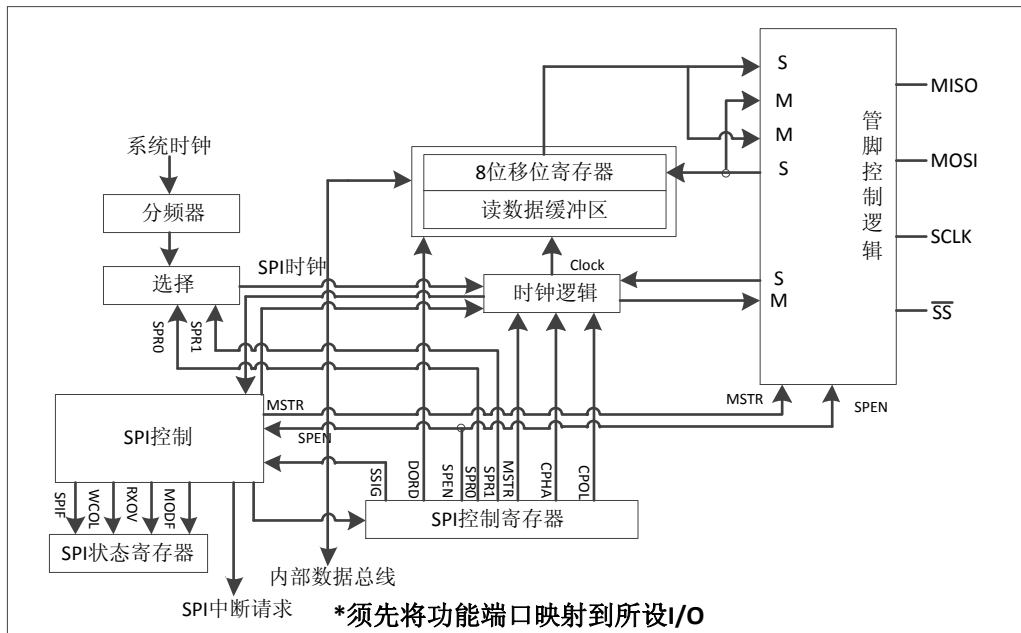 系统时钟
分频器
选择
SPI时钟
SPR0
SPR1
8位移位寄存器
读数据缓冲区
Clock
时钟逻辑
S
M
M
S
S
M
管脚控制逻辑
MISO
MOSI
SCLK
SS
MSTR
SPEN
SPI控制
MSTR
SPEN
SSIG
DORD
SPEN
SPR0
SPR1
MSTR
CPHA
CPOL
SPI控制寄存器
SPIF
WCOL
RXOV
MODF
SPI状态寄存器
SPI中断请求
内部数据总线
*须先将功能端口映射到所设I/O